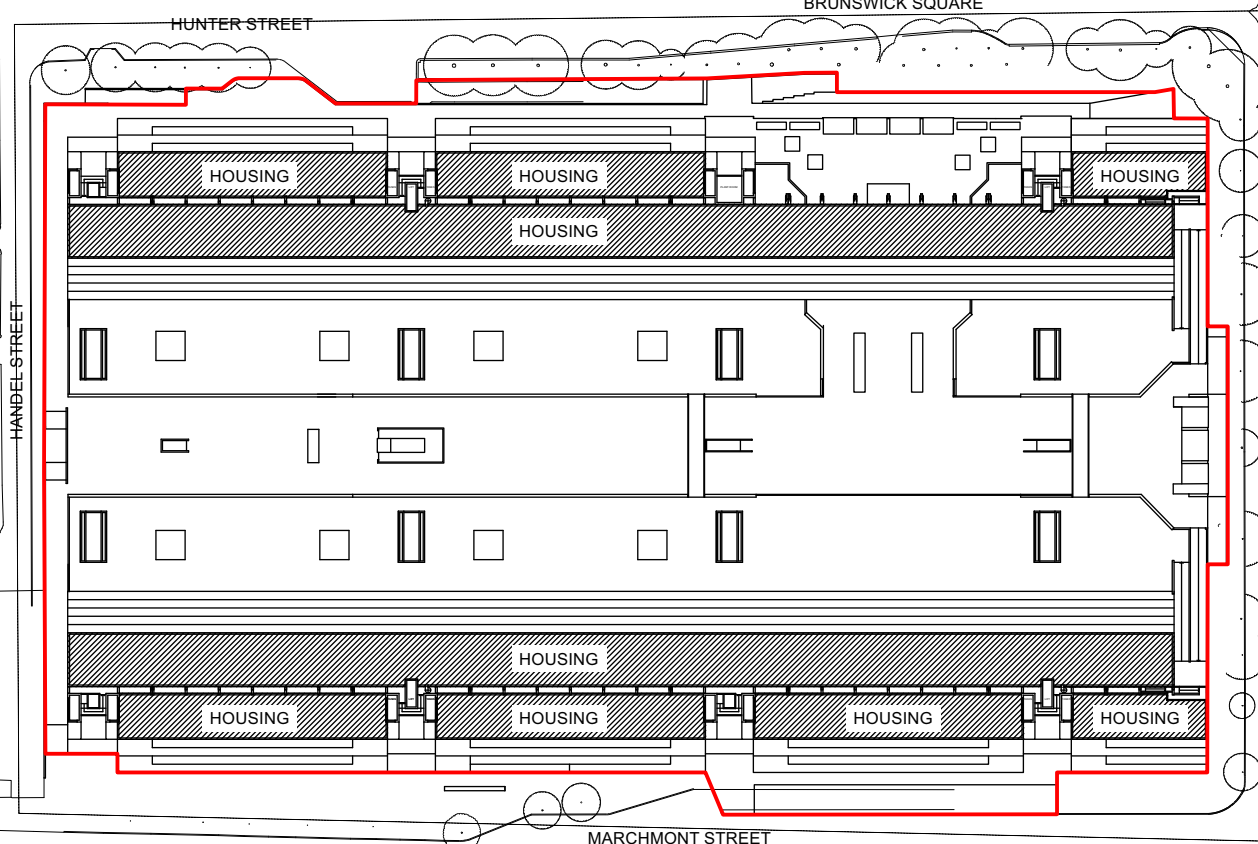 BRUNSWICK SQUARE
HUNTER STREET
HOUSING
HOUSING
HOUSING
HOUSING
HANDEL STREET
HOUSING
HOUSING
HOUSING
HOUSING
HOUSING
MARCHMONT STREET